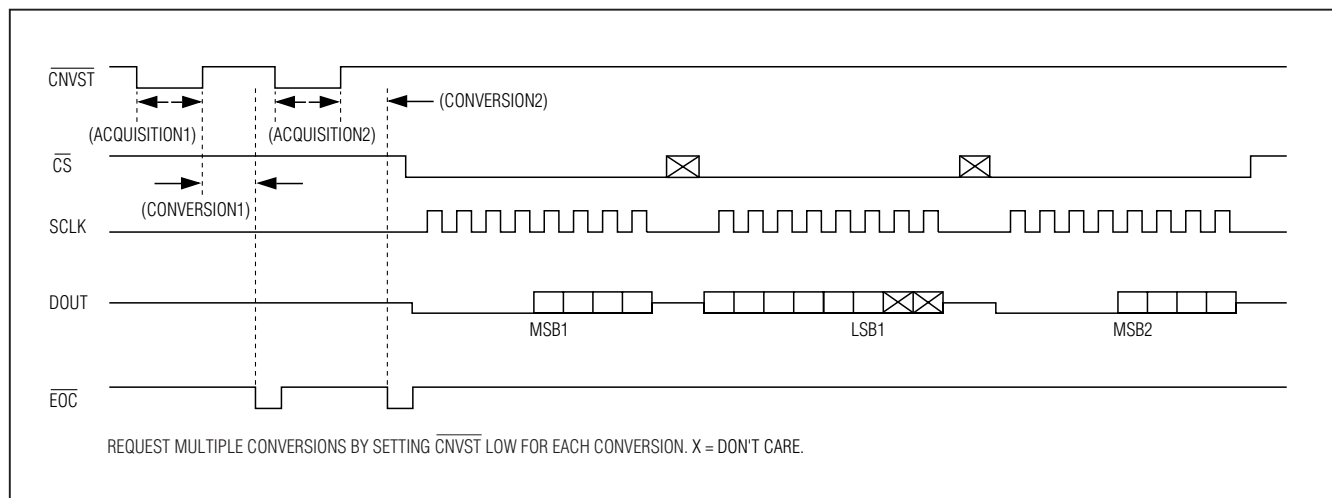 CNVST
(CONVERSION2)
(ACQUISITION1) (ACQUISITION2)
CS
(CONVERSION1)
SCLK
DOUT
MSB1 LSB1 MSB2
EOC
REQUEST MULTIPLE CONVERSIONS BY SETTING CNVST LOW FOR EACH CONVERSION. X = DON'T CARE.